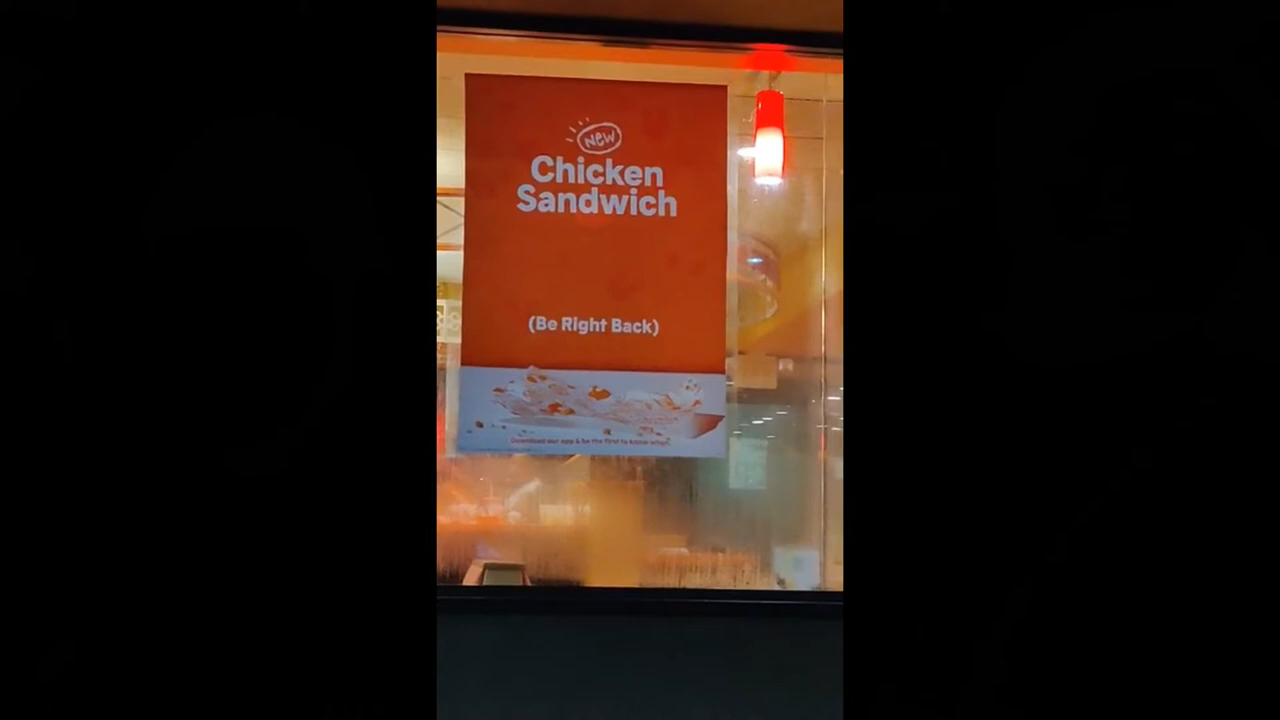 New
Chicken
Sandwich
(Be Right Back)
Download our app & be the first to know when.